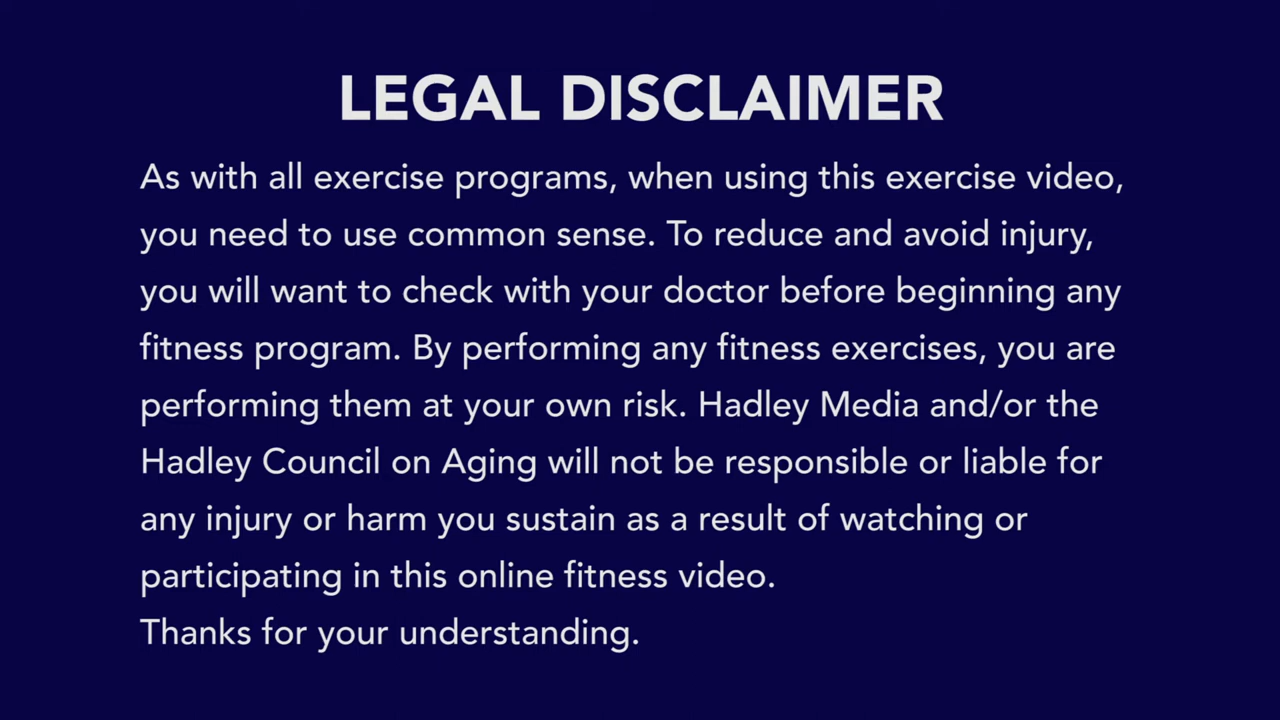 LEGAL DISCLAIMER
As with all exercise programs, when using this exercise video,
you need to use common sense. To reduce and avoid injury,
you will want to check with your doctor before beginning any
fitness program. By performing any fitness exercises, you are
performing them at your own risk. Hadley Media and/or the
Hadley Council on Aging will not be responsible or liable for
any injury or harm you sustain as a result of watching or
participating in this online fitness video.
Thanks for your understanding.